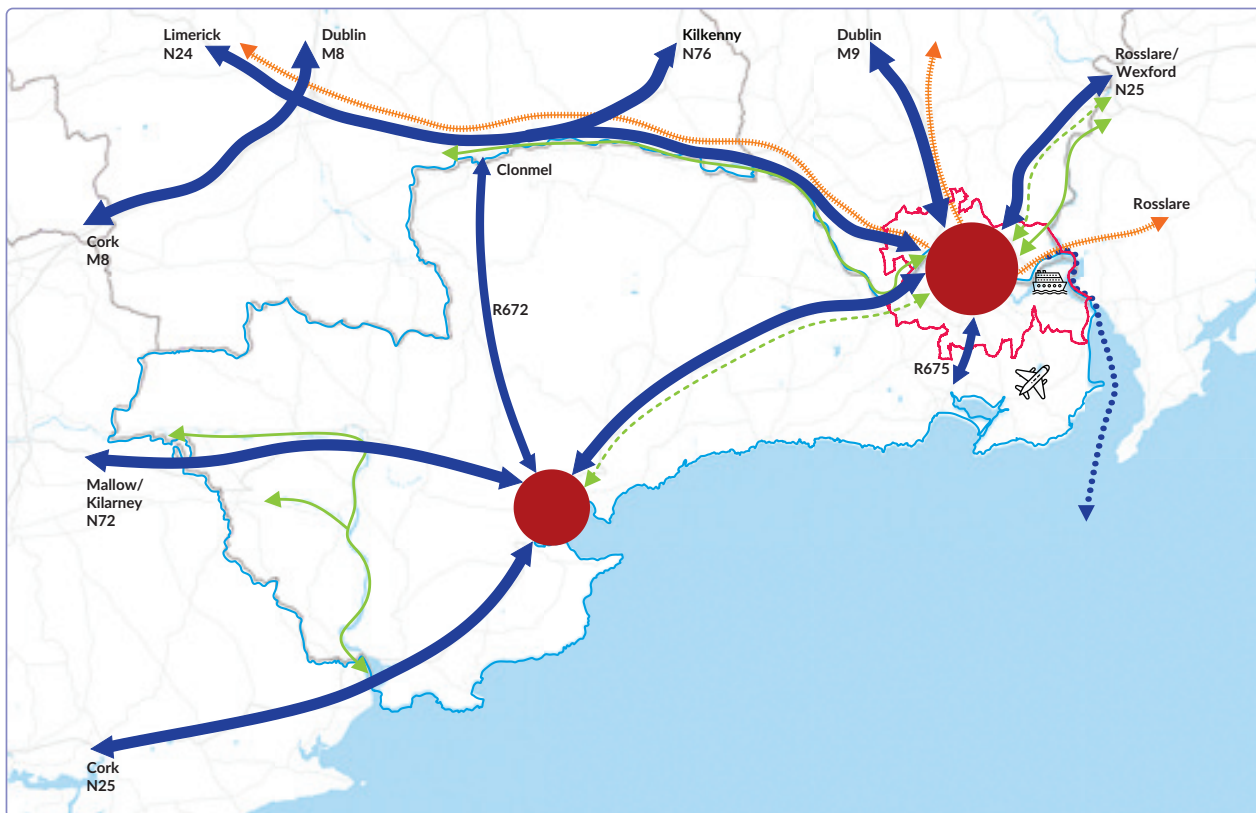 Limerick
N24
Dublin
M8
Kilkenny
N76
Dublin
M9
Rosslare/
Wexford
N25
Clonmel
Rosslare
Cork
M8
R672
R675
Mallow/
Kilarney
N72
Cork
N25